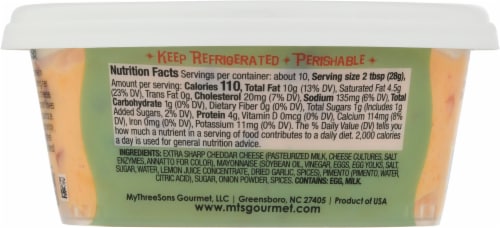 ✦ KEEP REFRIGERATED ✦ PERISHABLE ✦
Nutrition Facts Servings per container: about 10, Serving size 2 tbsp (28g),
Amount per serving: Calories 110, Total Fat 10g (13% DV), Saturated Fat 4.5g
(23% DV), Trans Fat 0g, Cholesterol 20mg (7% DV), Sodium 135mg (6% DV), Total
Carbohydrate 1g (0% DV), Dietary Fiber 0g (0% DV), Total Sugars 1g (Includes 1g
Added Sugars, 2% DV), Protein 4g, Vitamin D 0mcg (0% DV), Calcium 114mg (8%
DV), Iron 0mg (0% DV), Potassium 11mg (0% DV). The % Daily Value (DV) tells you
how much a nutrient in a serving of food contributes to a daily diet. 2,000 calories
a day is used for general nutrition advice.
INGREDIENTS: EXTRA SHARP CHEDDAR CHEESE (PASTEURIZED MILK, CHEESE CULTURES, SALT,
ENZYMES, ANNATTO FOR COLOR), MAYONNAISE (SOYBEAN OIL, VINEGAR, EGGS, EGG YOLKS, SALT,
SUGAR, WATER, LEMON JUICE CONCENTRATE, DRIED GARLIC, SPICES), PIMIENTO (PIMIENTO, WATER,
CITRIC ACID), SUGAR, ONION POWDER, SPICES. CONTAINS: EGG, MILK.
MyThreeSons Gourmet, LLC | Greensboro, NC 27405 | Product of USA
www.mtsgourmet.com